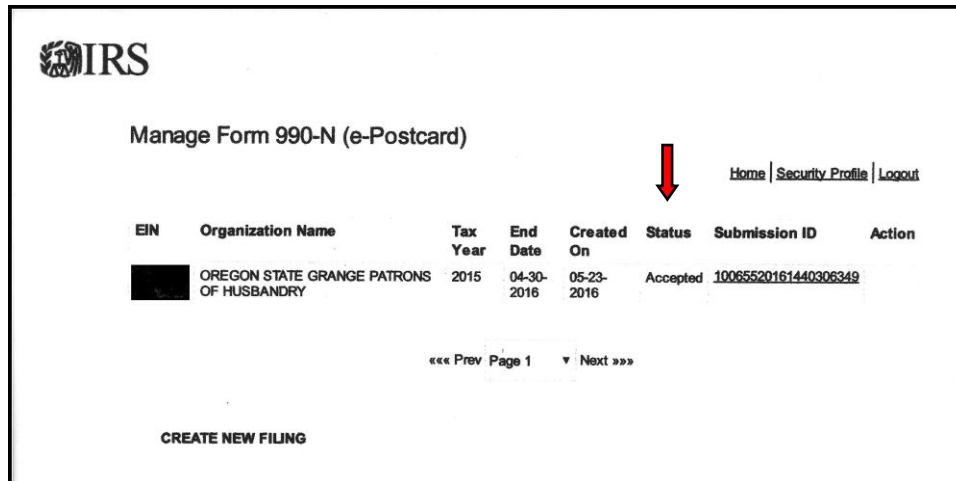 IRS
Manage Form 990-N (e-Postcard)
Home | Security Profile | Logout
EIN Organization Name Tax Year End Date Created On Status Submission ID Action
OREGON STATE GRANGE PATRONS OF HUSBANDRY 2015 04-30-2016 05-23-2016 Accepted 10065520161440306349
««« Prev Page 1 ▼ Next »»»
CREATE NEW FILING